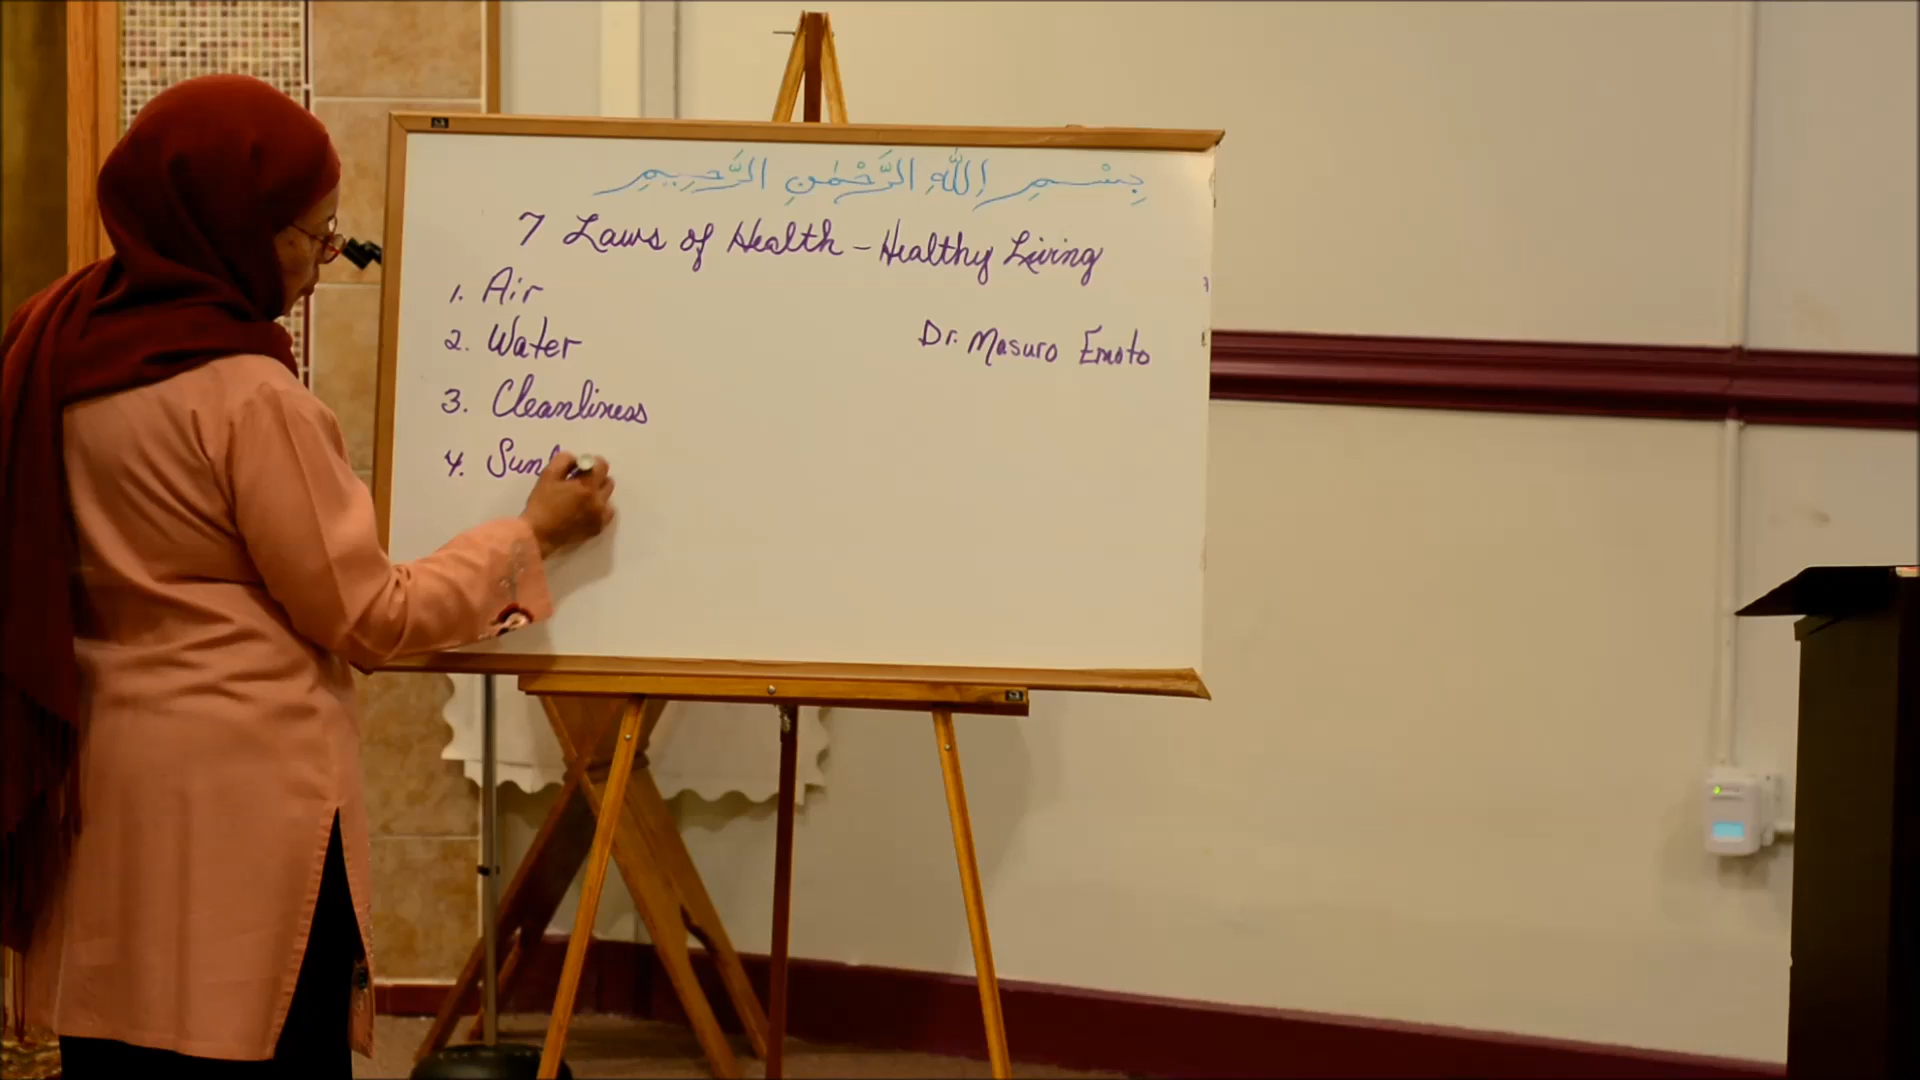 بِسْمِ اللهِ الرَّحْمٰنِ الرَّحِيمِ
7 Laws of Health - Healthy Living
1. Air
2. Water
Dr. Masuro Emoto
3. Cleanliness
4.